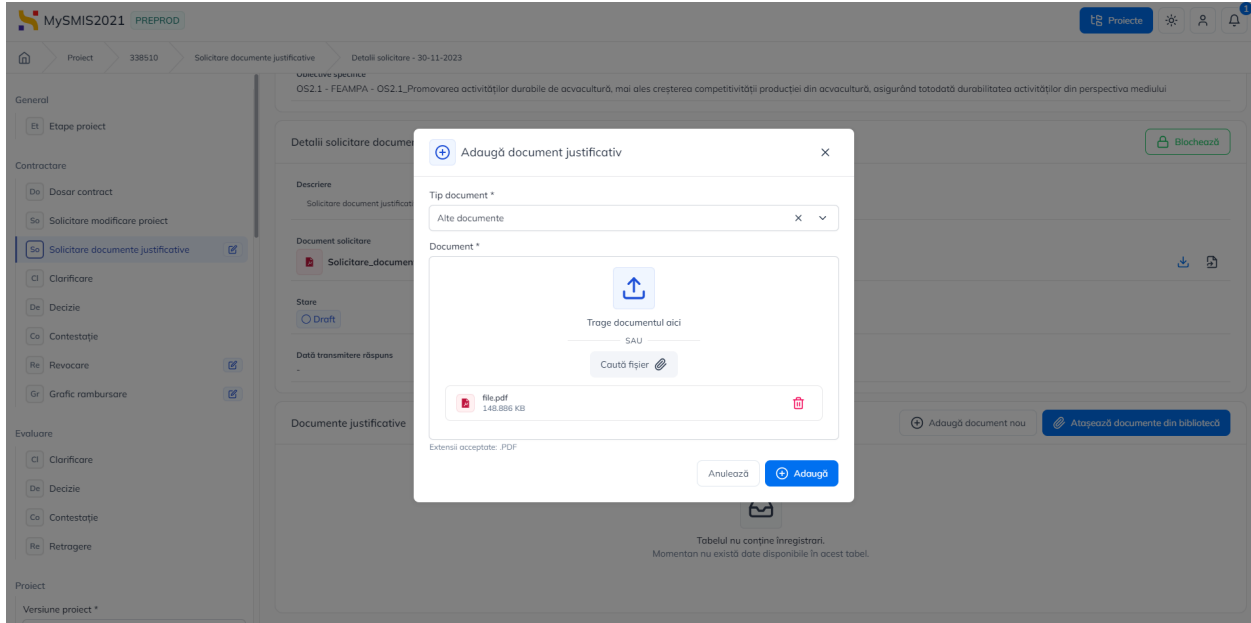 MySMIS2021 PREPROD
Proiecte
1
Proiect
338510
Solicitare documente justificative
Detalii solicitare - 30-11-2023
General
Et Etape proiect
Contractare
Do Dosar contract
So Solicitare modificare proiect
So Solicitare documente justificative
Cl Clarificare
De Decizie
Co Contestație
Re Revocare
Gr Grafic rambursare
Evaluare
Cl Clarificare
De Decizie
Co Contestație
Re Retragere
Proiect
Versiune proiect *
Obiective specifice
OS2.1 - FEAMPA - OS2.1_Promovarea activităților durabile de acvacultură, mai ales creșterea competitivității producției din acvacultură, asigurând totodată durabilitatea activităților din perspectiva mediului
Detalii solicitare
Blochează
Descriere
Solicitare document
Document solicitare
Stare
Draft
Dată transmitere răspuns
-
Adaugă document justificativ
Tip document *
Alte documente
Document *
Trage documentul aici
SAU
Caută fișier
file.pdf
148.886 KB
Extensii acceptate: .PDF
Anulează
Adaugă
Documente justificative
Adaugă document nou
Atașează documente din bibliotecă
Tabelul nu conține înregistrari.
Momentan nu există date disponibile în acest tabel.